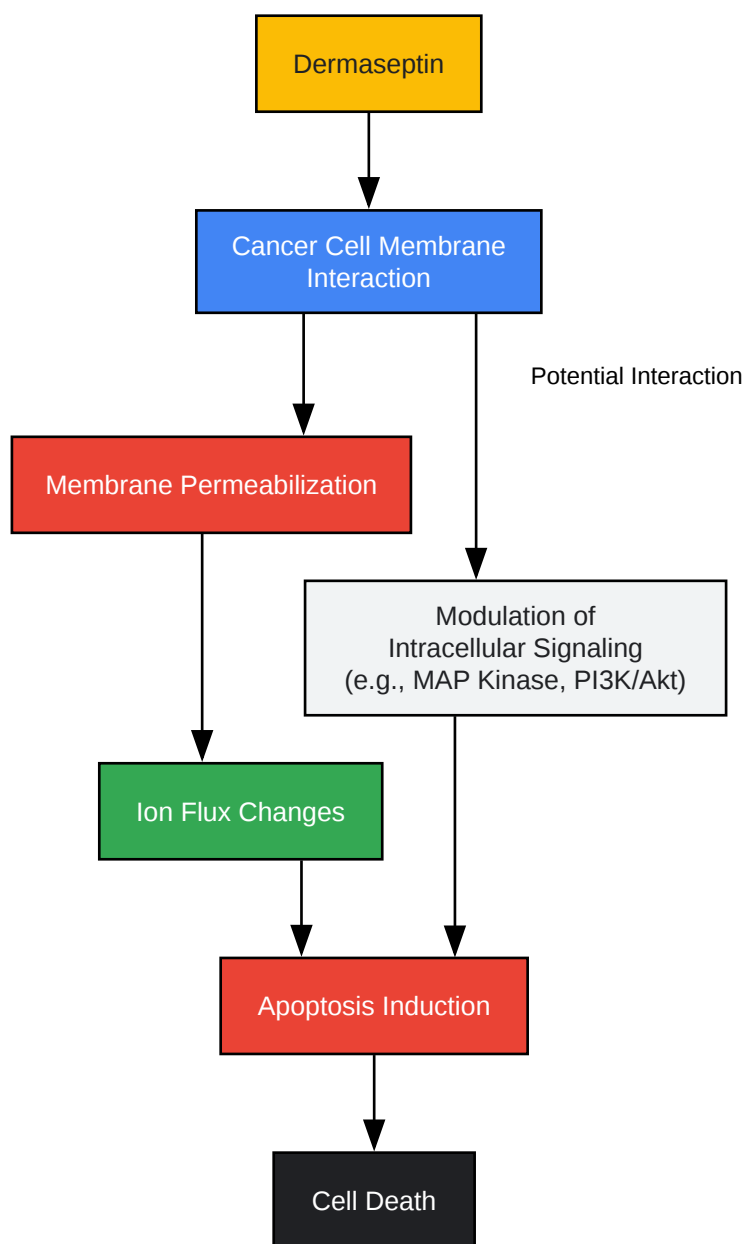 Dermaseptin
Cancer Cell Membrane
Interaction
Potential Interaction
Membrane Permeabilization
Modulation of
Intracellular Signaling
(e.g., MAP Kinase, PI3K/Akt)
Ion Flux Changes
Apoptosis Induction
Cell Death